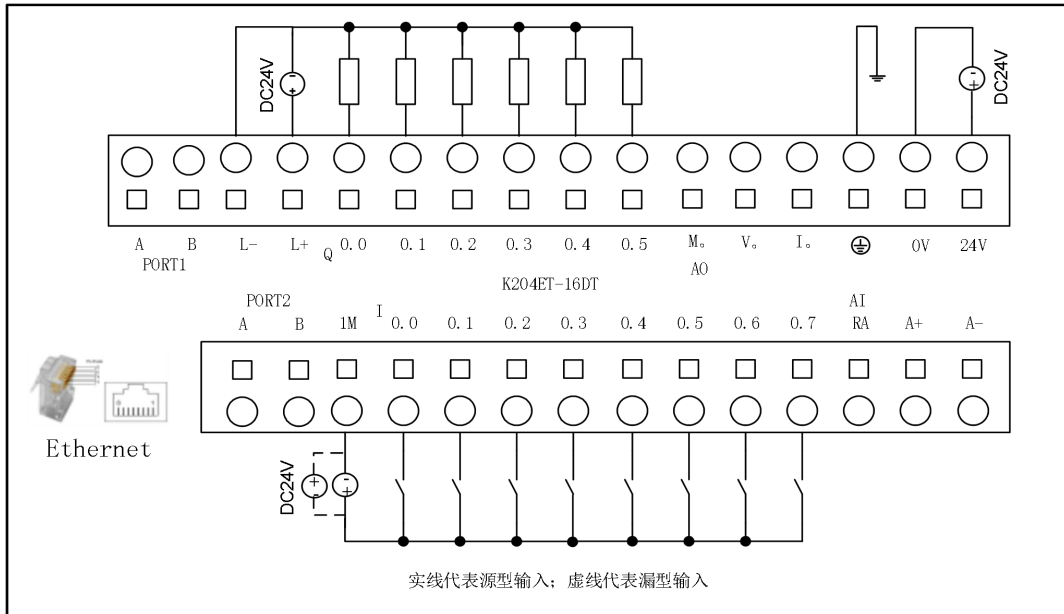 DC24V
DC24V
A B L- L+ Q 0.0 0.1 0.2 0.3 0.4 0.5 M。 V。 I。 0V 24V
PORT1 AO
K204ET-16DT
PORT2 I AI
A B 1M 0.0 0.1 0.2 0.3 0.4 0.5 0.6 0.7 RA A+ A-
Ethernet
DC24V
实线代表源型输入；虚线代表漏型输入